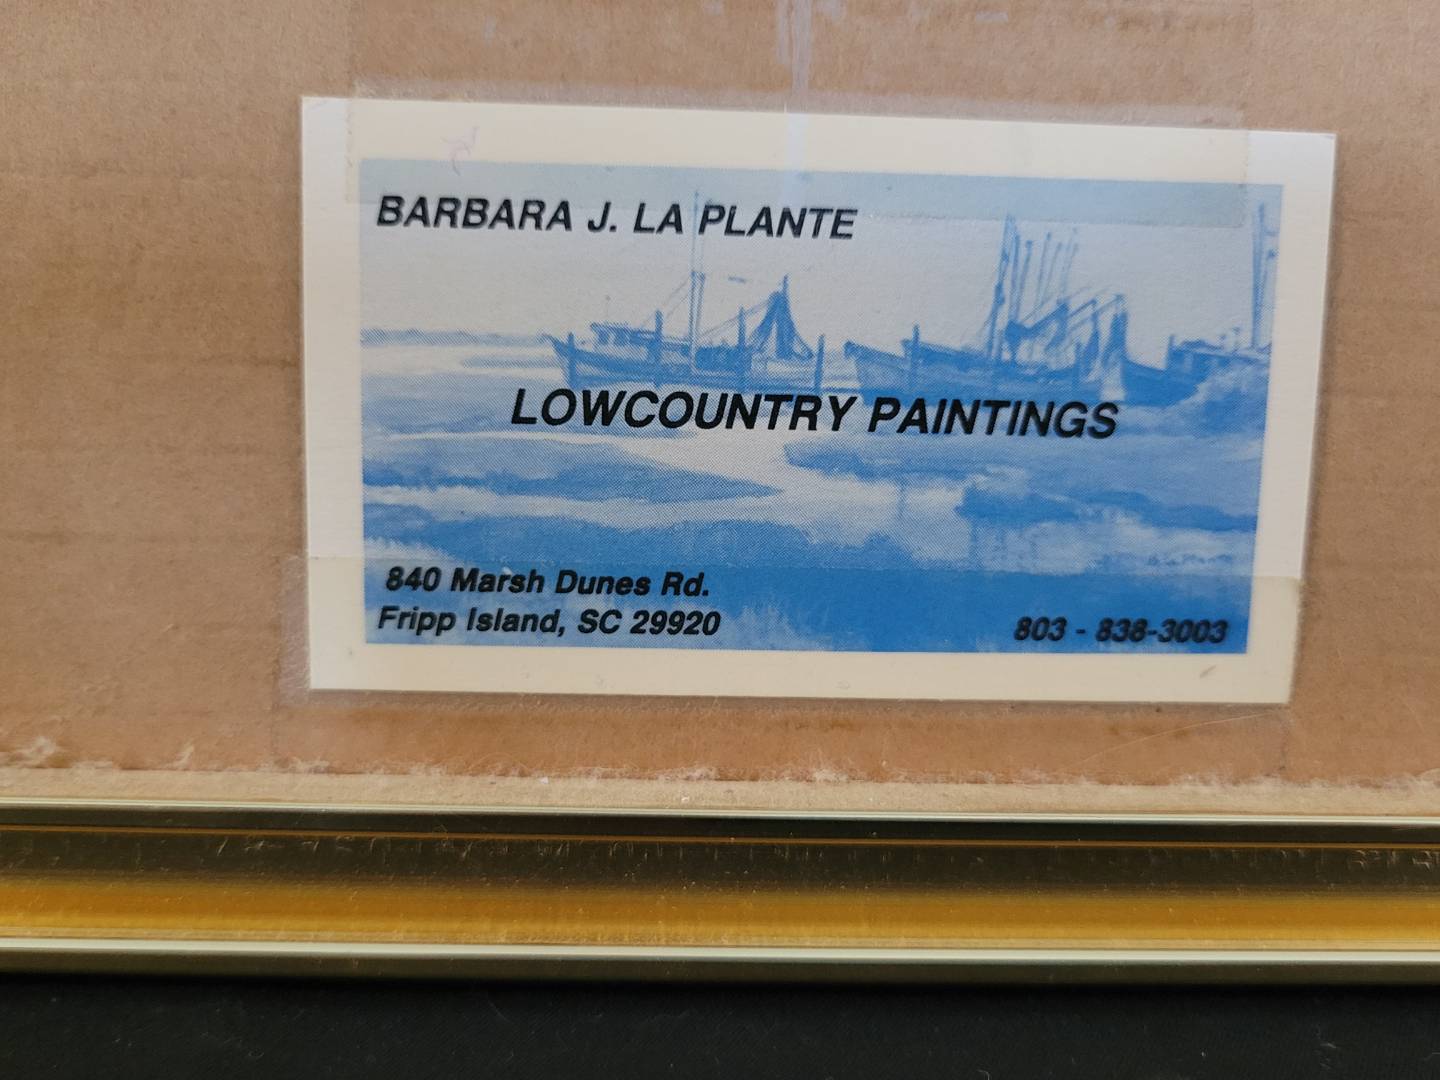 BARBARA J. LA PLANTE
LOWCOUNTRY PAINTINGS
840 Marsh Dunes Rd.
Fripp Island, SC 29920
803 - 838-3003